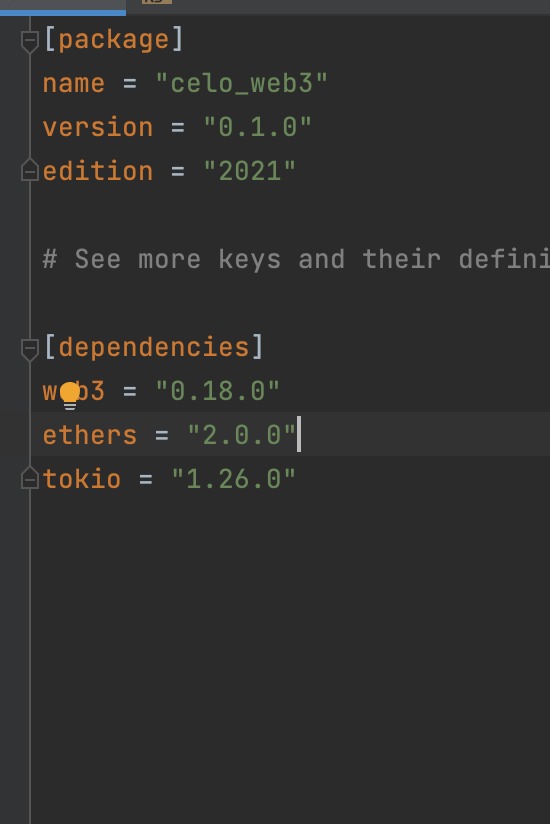 [package]
name = "celo_web3"
version = "0.1.0"
edition = "2021"
# See more keys and their defini
[dependencies]
web3 = "0.18.0"
ethers = "2.0.0"
tokio = "1.26.0"